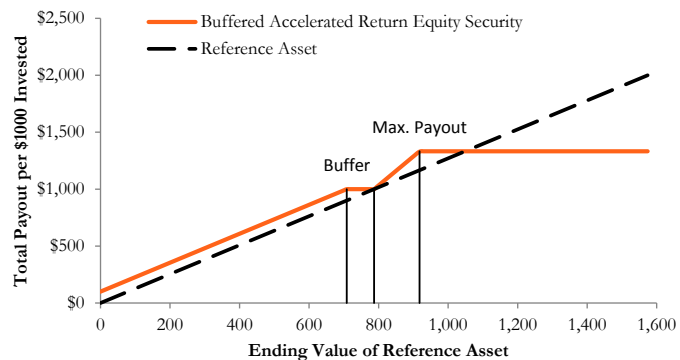 Total Payout per $1000 Invested
$2,500
$2,000
$1,500
$1,000
$500
$0
Buffered Accelerated Return Equity Security
Reference Asset
Max. Payout
Buffer
0
200
400
600
800
1,000
1,200
1,400
1,600
Ending Value of Reference Asset